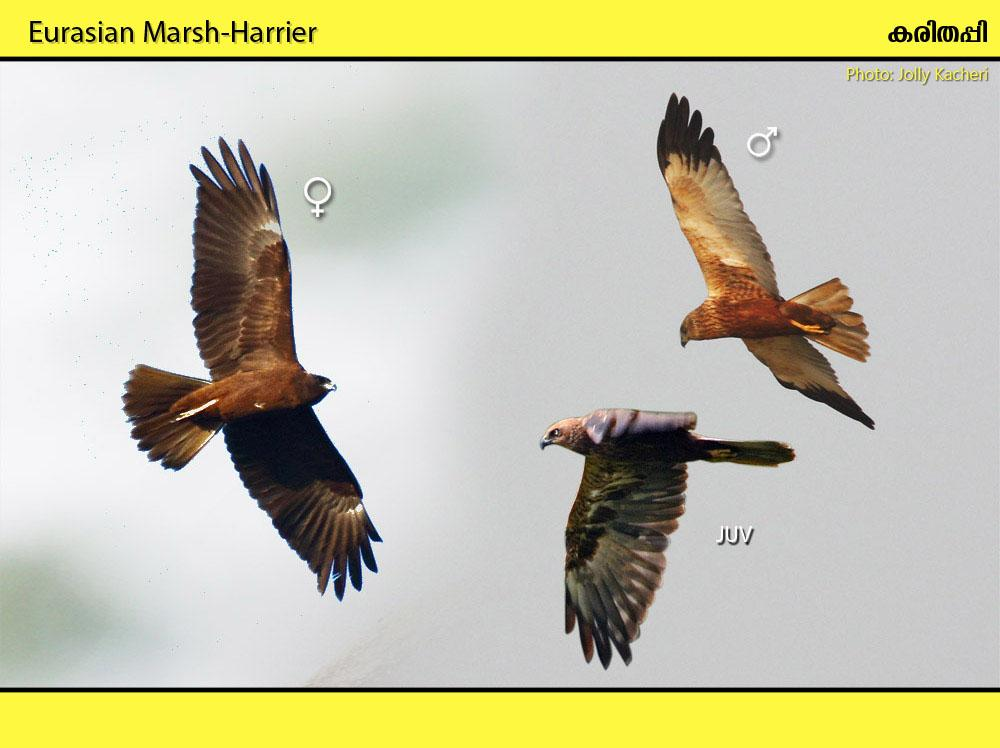 Eurasian Marsh-Harrier
കരിതപ്പി
Photo: Jolly Kacheri
♀
♂
JUV